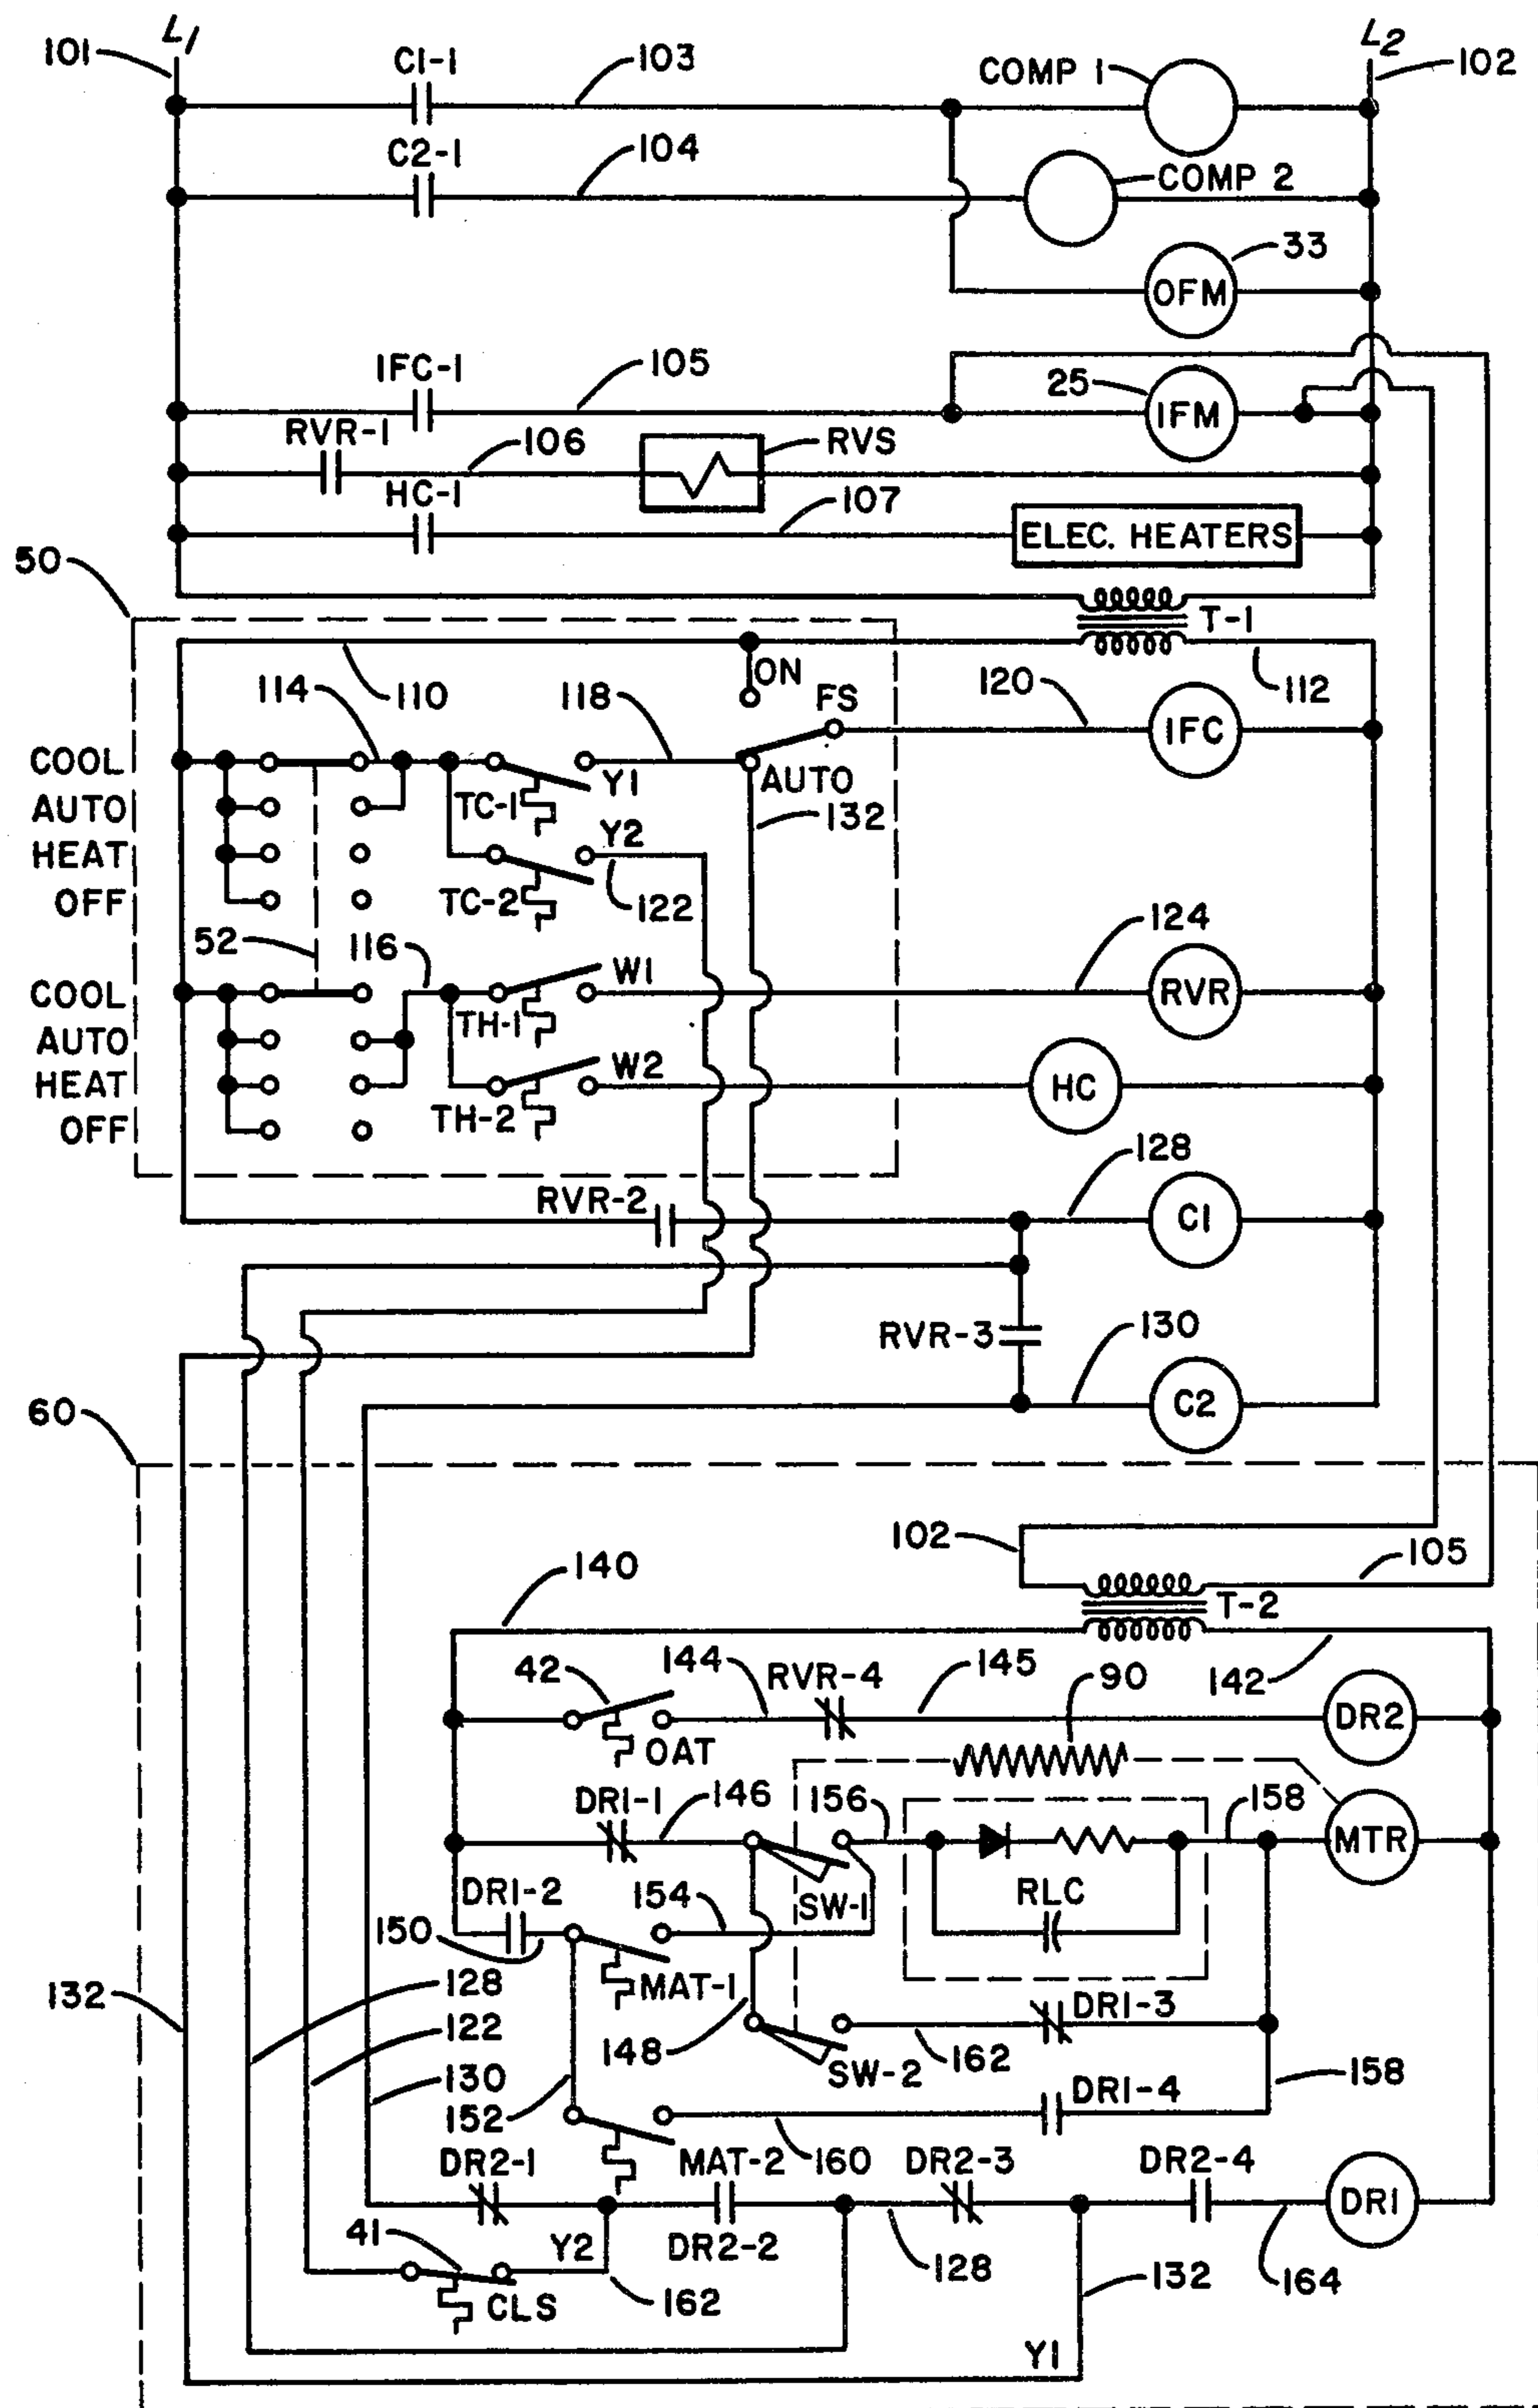 L1
L2
101
C1-1
103
COMP 1
102
C2-1
104
COMP 2
33
OFM
IFC-1
105
25
IFM
RVR-1
106
RVS
HC-1
107
ELEC. HEATERS
50
T-1
ON
114
110
118
FS
120
112
COOL
IFC
Y1
AUTO
AUTO
TC-1
132
HEAT
Y2
OFF
TC-2
122
52
116
124
COOL
W1
RVR
AUTO
TH-1
HEAT
W2
HC
OFF
TH-2
128
RVR-2
C1
RVR-3
130
60
C2
102
105
140
T-2
42
144
RVR-4
145
90
142
DR2
OAT
DR1-1
146
156
158
MTR
DR1-2
154
RLC
150
SW-1
132
128
MAT-1
DR1-3
122
148
162
SW-2
130
158
152
DR1-4
DR2-1
MAT-2
160
DR2-3
DR2-4
DR1
41
Y2
DR2-2
128
132
164
CLS
162
Y1